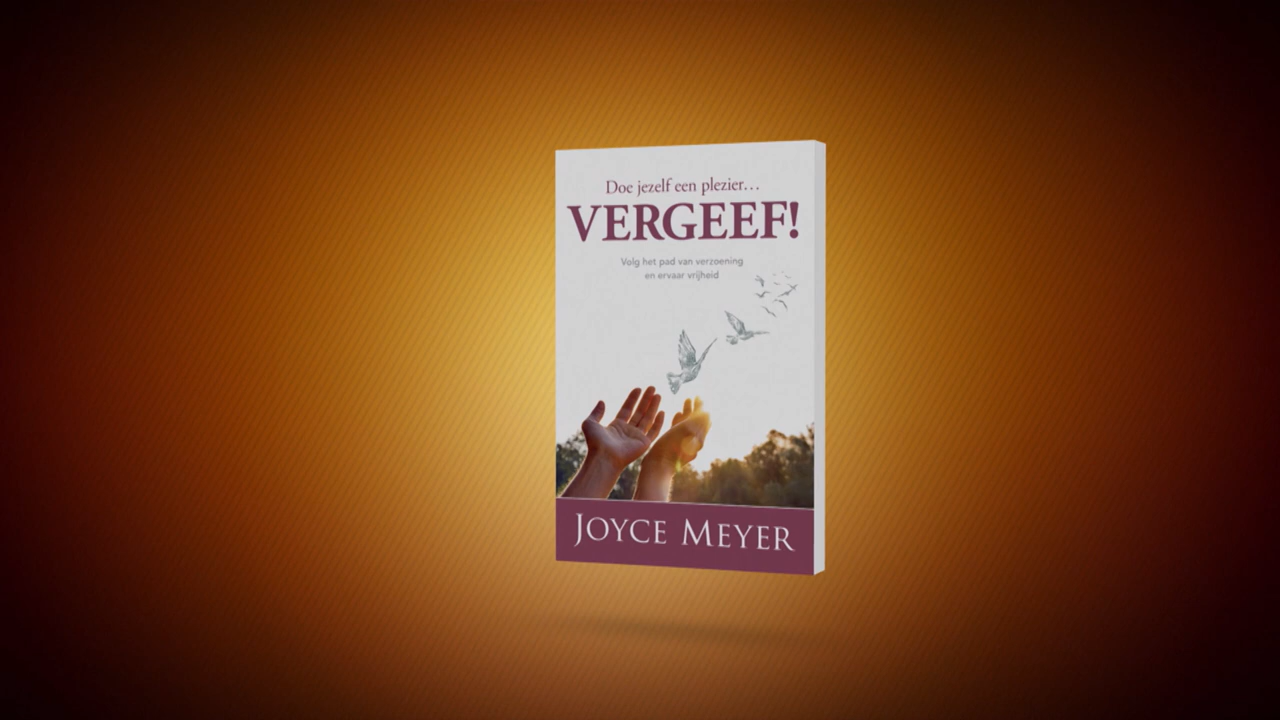 Doe jezelf een plezier...
VERGEEF!
Volg het pad van verzoening
en ervaar vrijheid
JOYCE MEYER